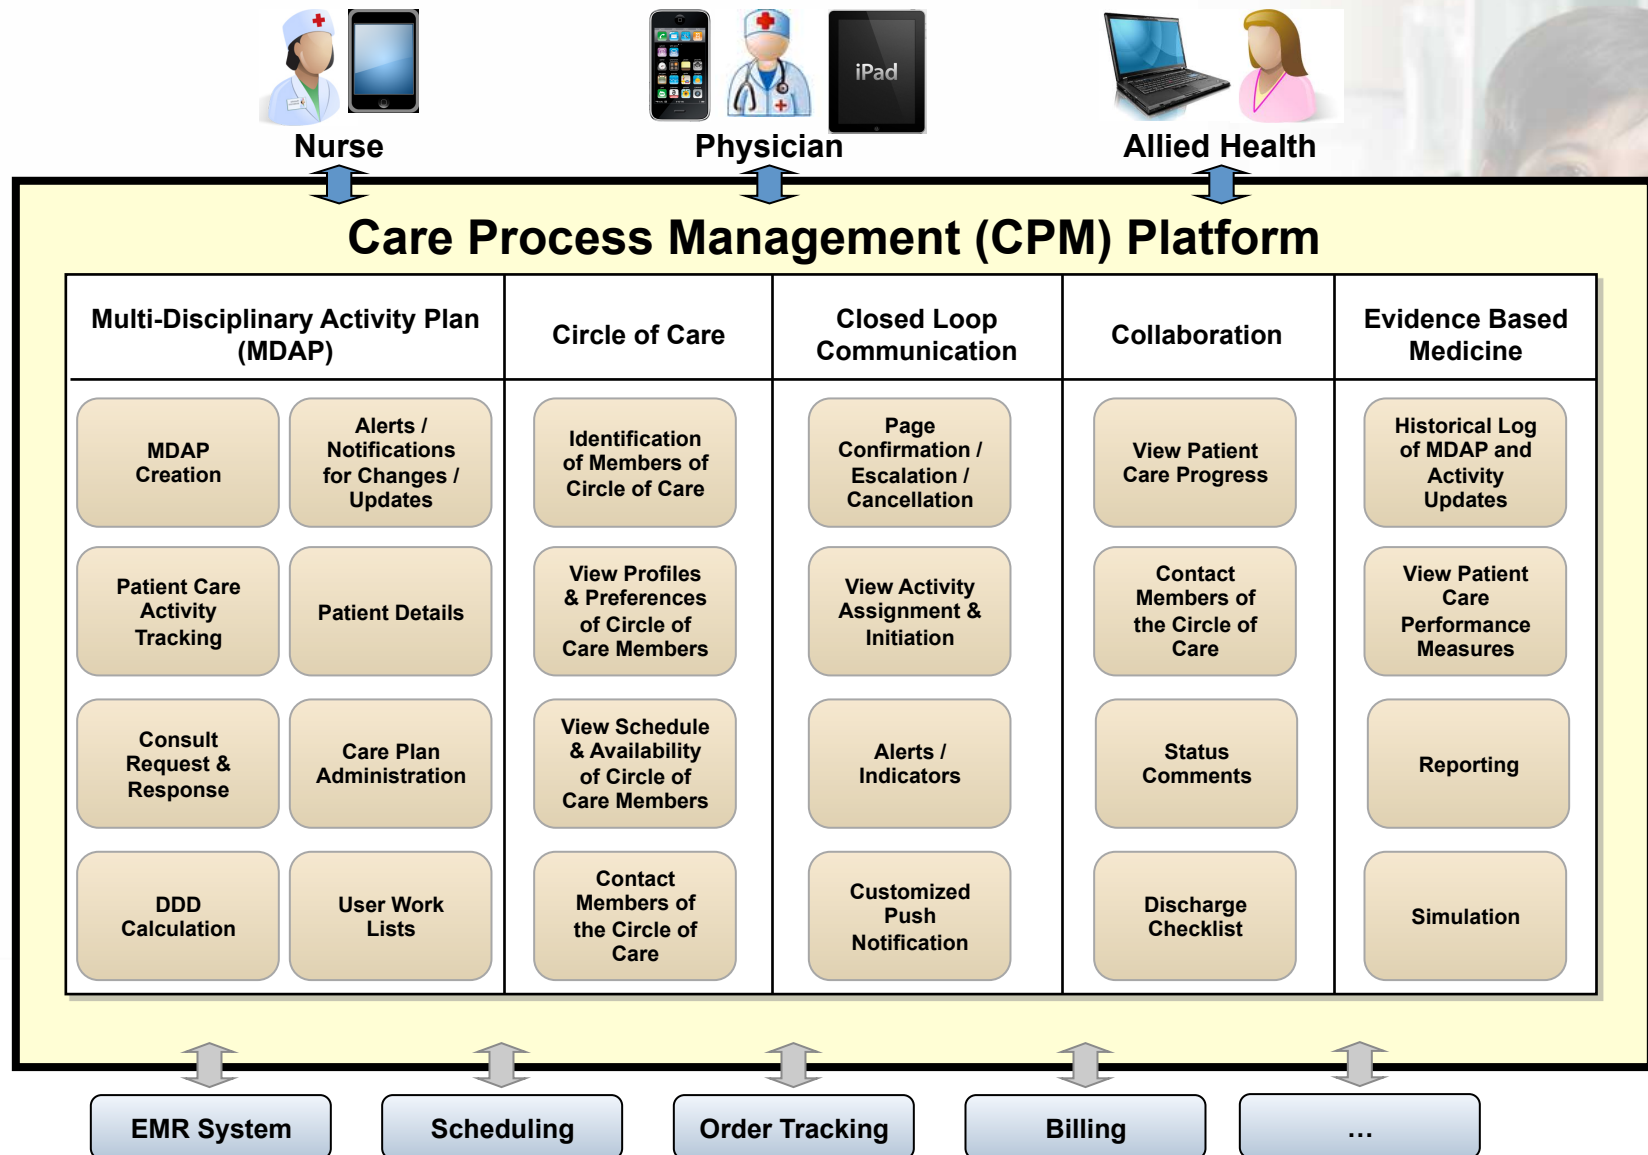 iPad
Nurse
Physician
Allied Health
Care Process Management (CPM) Platform
Multi-Disciplinary Activity Plan
(MDAP)
Circle of Care
Closed Loop
Communication
Collaboration
Evidence Based
Medicine
MDAP
Creation
Alerts /
Notifications
for Changes /
Updates
Identification
of Members of
Circle of Care
Page
Confirmation /
Escalation /
Cancellation
View Patient
Care Progress
Historical Log
of MDAP and
Activity
Updates
Patient Care
Activity
Tracking
Patient Details
View Profiles
& Preferences
of Circle of
Care Members
View Activity
Assignment &
Initiation
Contact
Members of
the Circle of
Care
View Patient
Care
Performance
Measures
Consult
Request &
Response
Care Plan
Administration
View Schedule
& Availability
of Circle of
Care Members
Alerts /
Indicators
Status
Comments
Reporting
DDD
Calculation
User Work
Lists
Contact
Members of
the Circle of
Care
Customized
Push
Notification
Discharge
Checklist
Simulation
EMR System
Scheduling
Order Tracking
Billing
...